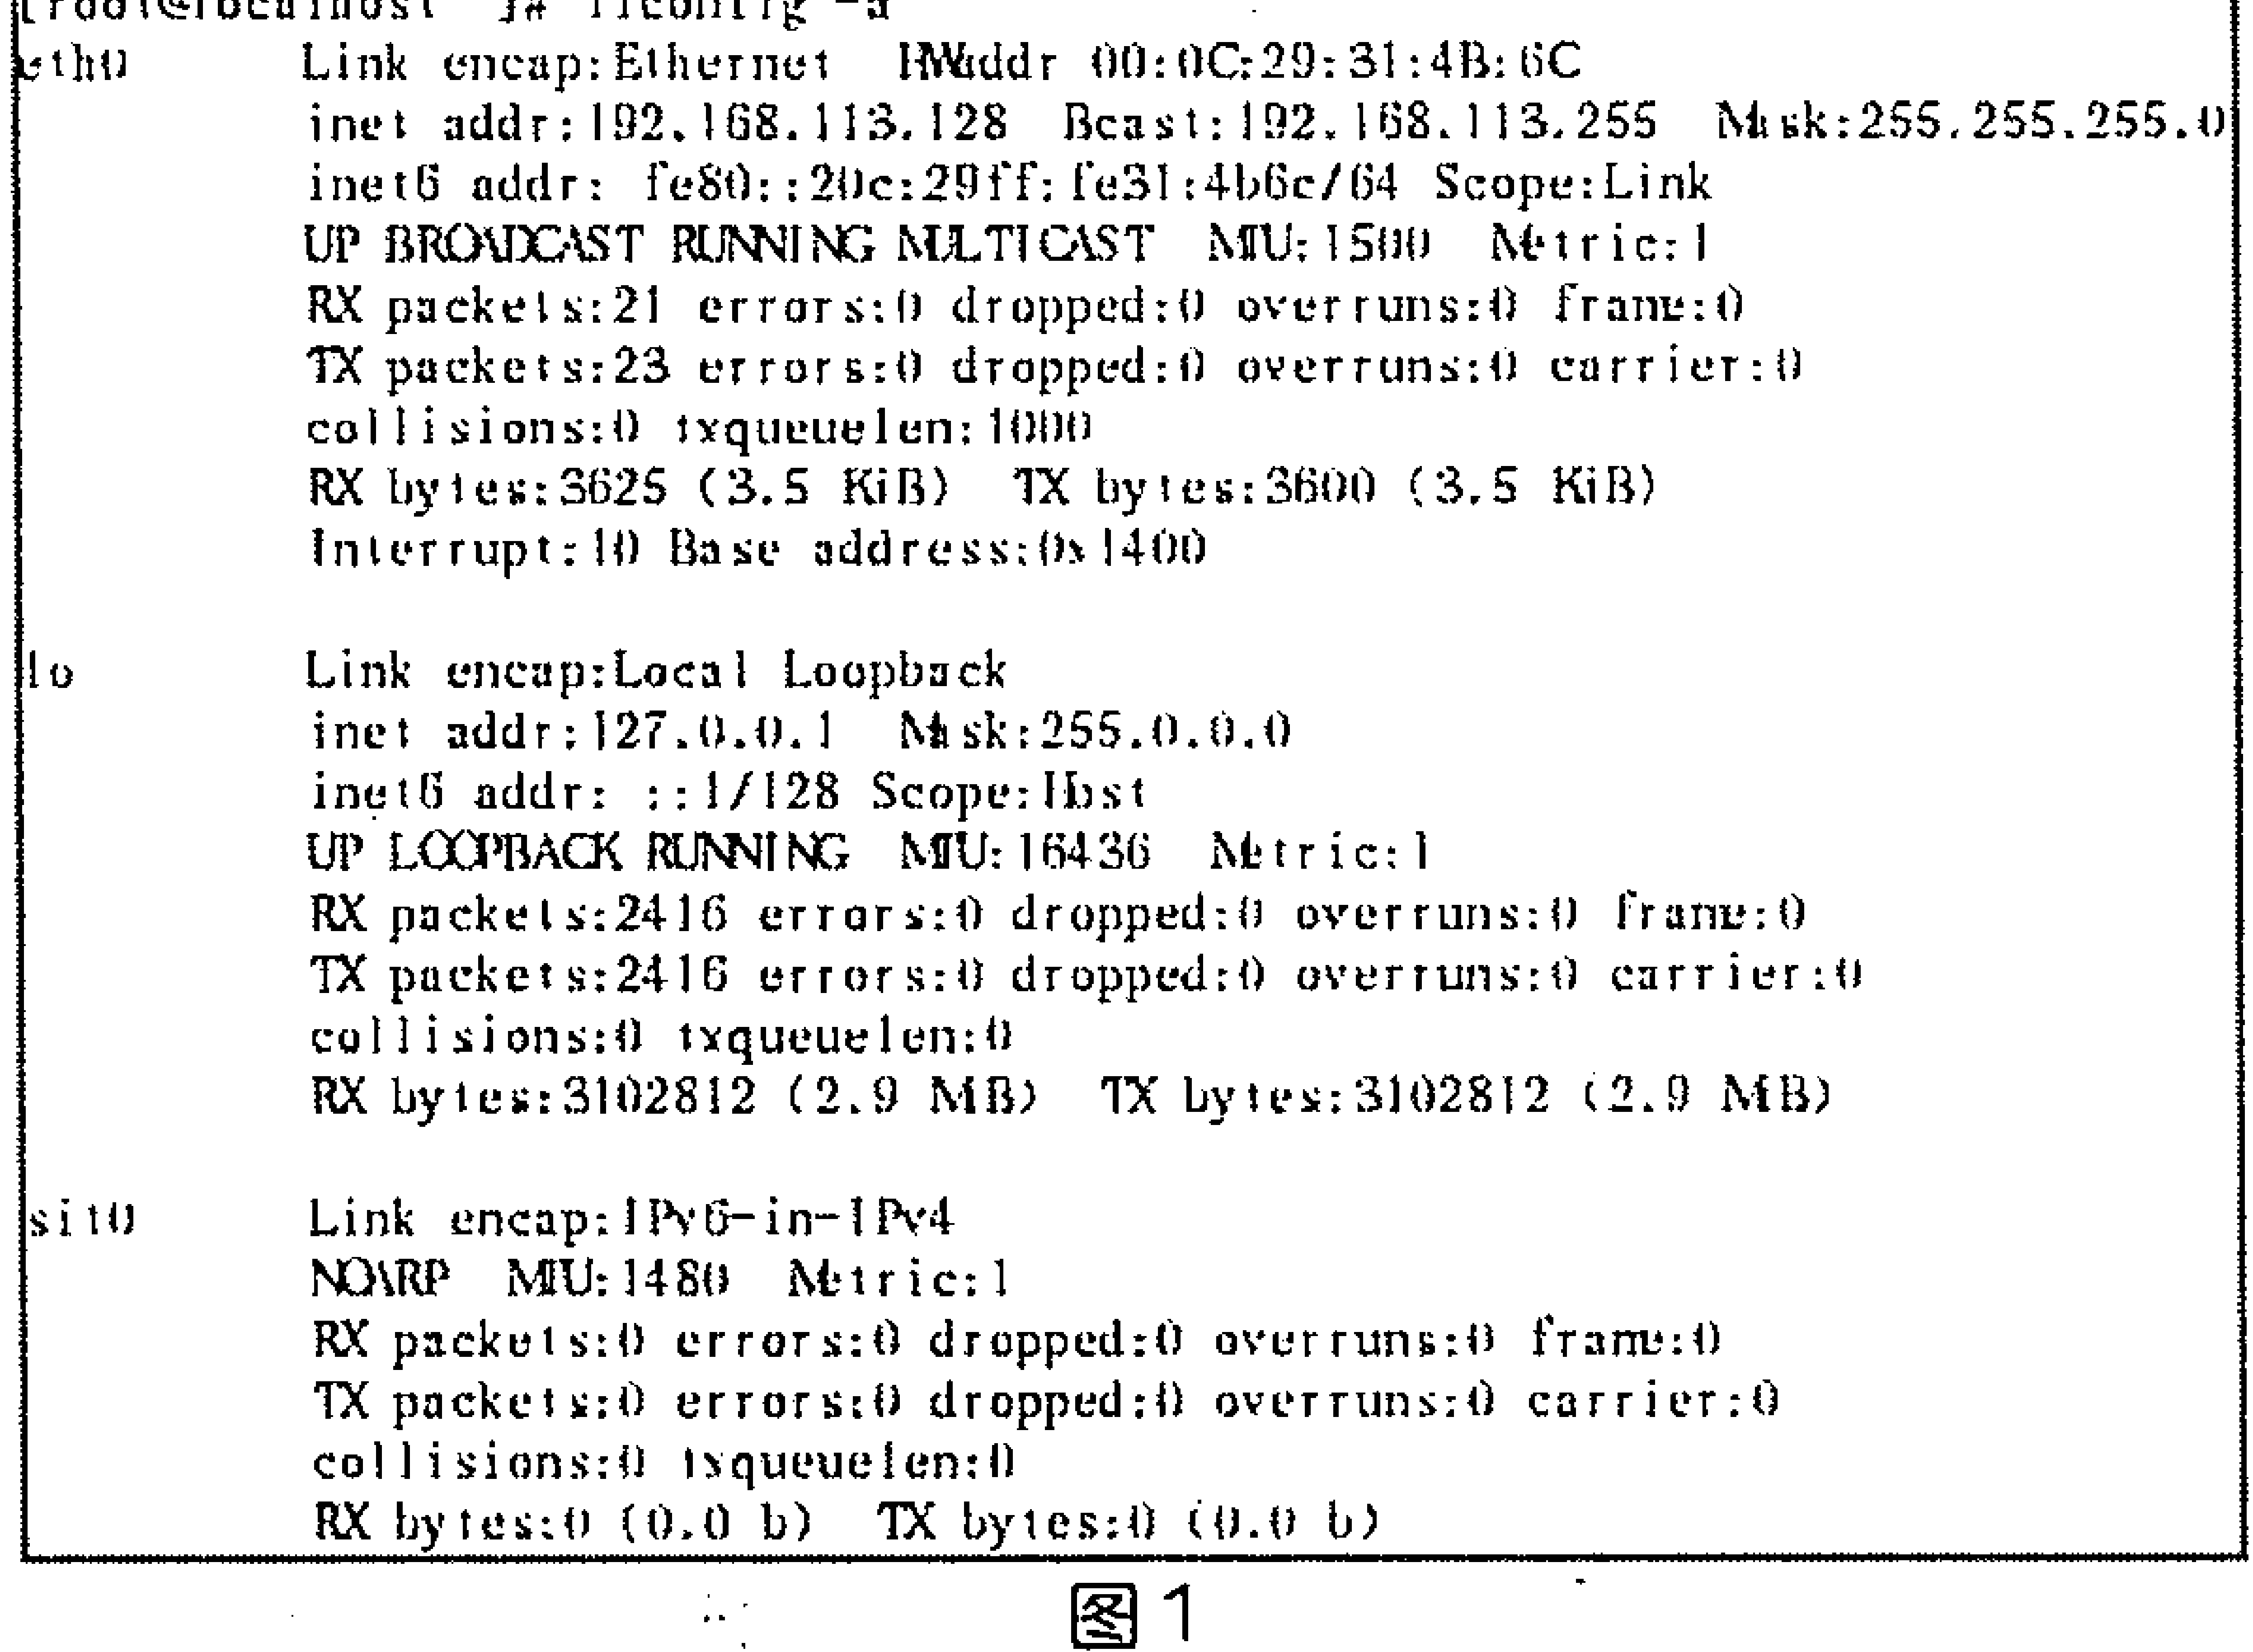 [root@localhost ]# ifconfig -a
eth0 Link encap:Ethernet HWaddr 00:0C:29:31:4B:6C
inet addr:192.168.113.128 Bcast:192.168.113.255 Mask:255.255.255.0
inet6 addr: fe80::20c:29ff:fe31:4b6c/64 Scope:Link
UP BROADCAST RUNNING MULTICAST MTU:1500 Metric:1
RX packets:21 errors:0 dropped:0 overruns:0 frame:0
TX packets:23 errors:0 dropped:0 overruns:0 carrier:0
collisions:0 txqueuelen:1000
RX bytes:3625 (3.5 KiB) TX bytes:3600 (3.5 KiB)
Interrupt:10 Base address:0x1400
lo Link encap:Local Loopback
inet addr:127.0.0.1 Mask:255.0.0.0
inet6 addr: ::1/128 Scope:Host
UP LOOPBACK RUNNING MTU:16436 Metric:1
RX packets:2416 errors:0 dropped:0 overruns:0 frame:0
TX packets:2416 errors:0 dropped:0 overruns:0 carrier:0
collisions:0 txqueuelen:0
RX bytes:3102812 (2.9 MB) TX bytes:3102812 (2.9 MB)
sit0 Link encap:IPv6-in-IPv4
NOARP MTU:1480 Metric:1
RX packets:0 errors:0 dropped:0 overruns:0 frame:0
TX packets:0 errors:0 dropped:0 overruns:0 carrier:0
collisions:0 txqueuelen:0
RX bytes:0 (0.0 b) TX bytes:0 (0.0 b)
图1